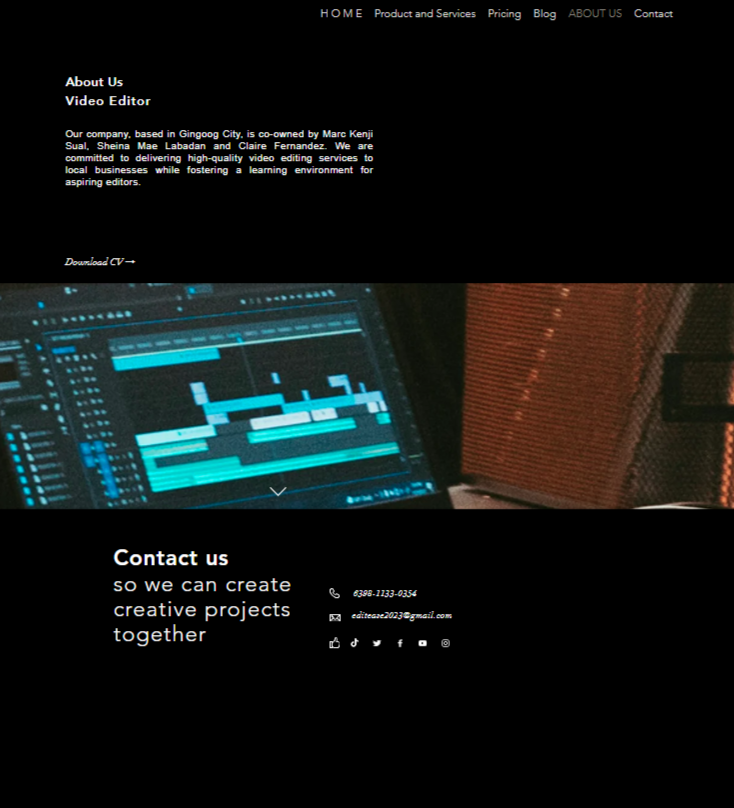 H O M E Product and Services Pricing Blog ABOUT US Contact
About Us
Video Editor
Our company, based in Gingoog City, is co-owned by Marc Kenji
Sual, Sheina Mae Labadan and Claire Fernandez. We are
committed to delivering high-quality video editing services to
local businesses while fostering a learning environment for
aspiring editors.
Download CV→
Contact us
so we can create
creative projects
together
6398-1133-0354
editease2023@gmail.com